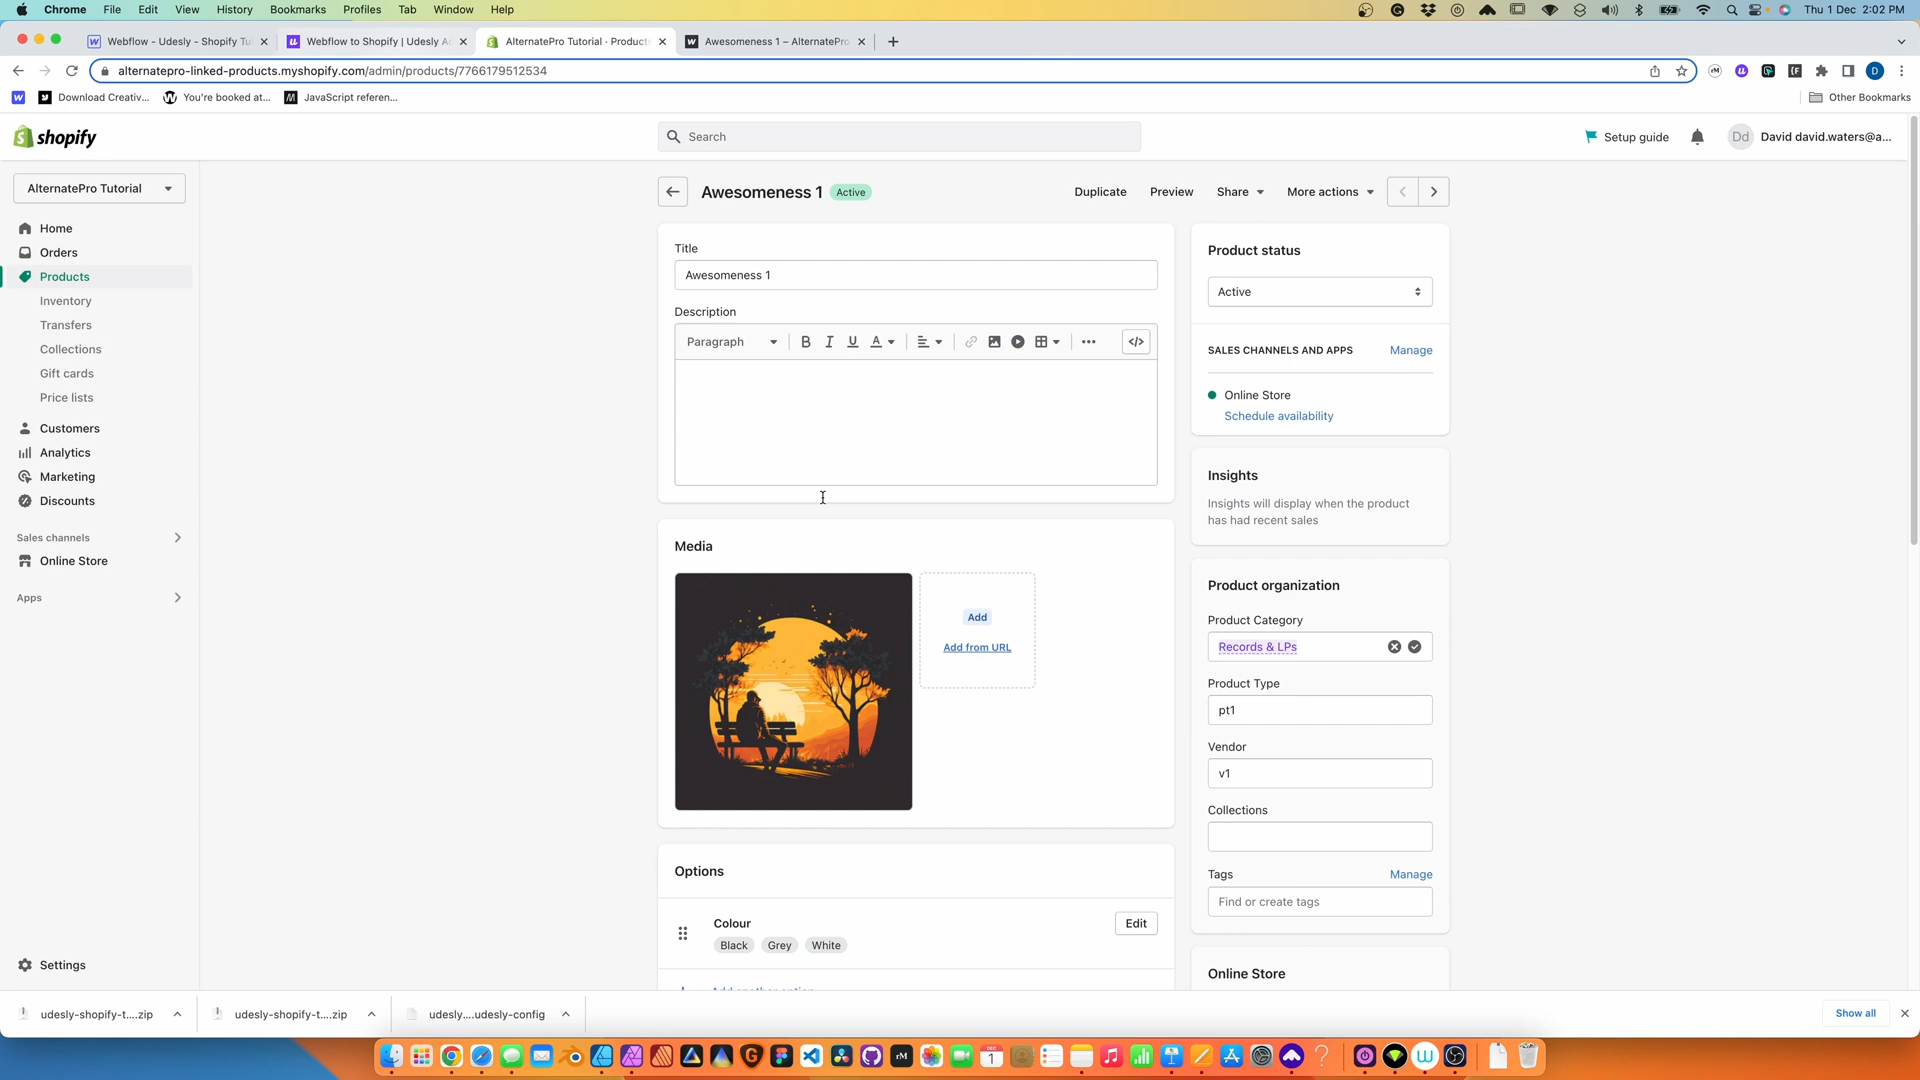 Chrome File Edit View History Bookmarks Profiles Tab Window Help Thu 1 Dec 2:02 PM
Webflow - Udesly - Shopify Tu
Webflow to Shopify | Udesly A
AlternatePro Tutorial · Products
Awesomeness 1 – AlternatePro
alternatepro-linked-products.myshopify.com/admin/products/7766179512534
Download Creativ... You're booked at... JavaScript referen... Other Bookmarks
shopify
Search
Setup guide
Dd David david.waters@a...
AlternatePro Tutorial
Home
Orders
Products
Inventory
Transfers
Collections
Gift cards
Price lists
Customers
Analytics
Marketing
Discounts
Sales channels
Online Store
Apps
Settings
Awesomeness 1 Active
Duplicate Preview Share More actions
Title
Awesomeness 1
Description
Paragraph B I U A
Media
Add
Add from URL
Options
Colour
Edit
Black Grey White
Product status
Active
SALES CHANNELS AND APPS Manage
Online Store
Schedule availability
Insights
Insights will display when the product
has had recent sales
Product organization
Product Category
Records & LPs
Product Type
pt1
Vendor
v1
Collections
Tags Manage
Find or create tags
Online Store
udesly-shopify-t....zip
udesly-shopify-t....zip
udesly....udesly-config
Show all